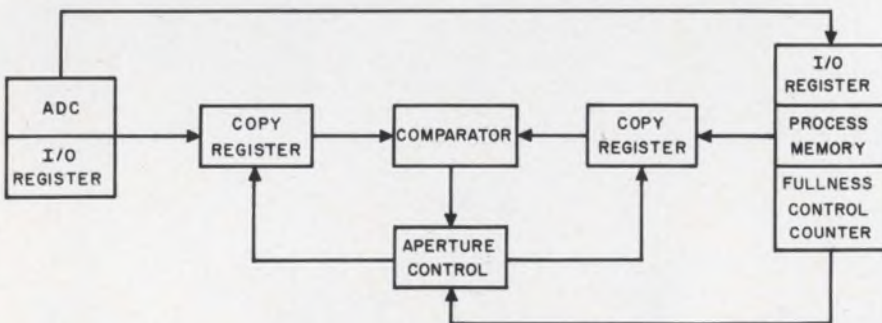 ADC
I/O
REGISTER
COPY
REGISTER
COMPARATOR
APERTURE
CONTROL
COPY
REGISTER
I/O
REGISTER
PROCESS
MEMORY
FULLNESS
CONTROL
COUNTER